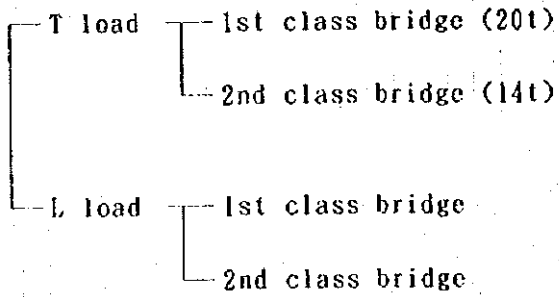 T load 1st class bridge (20t)
2nd class bridge (14t)
L load 1st class bridge
2nd class bridge